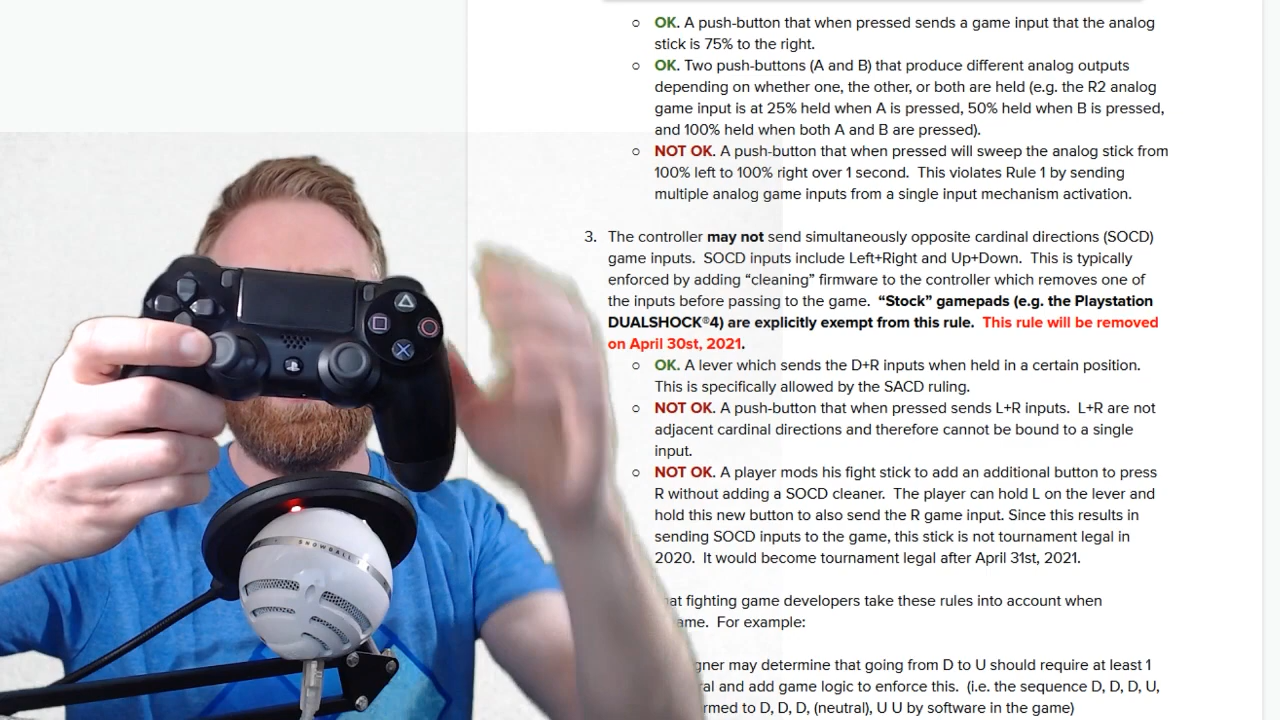 OK. A push-button that when pressed sends a game input that the analog
stick is 75% to the right.
OK. Two push-buttons (A and B) that produce different analog outputs
depending on whether one, the other, or both are held (e.g. the R2 analog
game input is at 25% held when A is pressed, 50% held when B is pressed,
and 100% held when both A and B are pressed).
NOT OK. A push-button that when pressed will sweep the analog stick from
100% left to 100% right over 1 second. This violates Rule 1 by sending
multiple analog game inputs from a single input mechanism activation.
3. The controller may not send simultaneously opposite cardinal directions (SOCD)
game inputs. SOCD inputs include Left+Right and Up+Down. This is typically
enforced by adding “cleaning” firmware to the controller which removes one of
the inputs before passing to the game. “Stock” gamepads (e.g. the Playstation
DUALSHOCK®4) are explicitly exempt from this rule. This rule will be removed
on April 30st, 2021.
OK. A lever which sends the D+R inputs when held in a certain position.
This is specifically allowed by the SACD ruling.
NOT OK. A push-button that when pressed sends L+R inputs. L+R are not
adjacent cardinal directions and therefore cannot be bound to a single
input.
NOT OK. A player mods his fight stick to add an additional button to press
R without adding a SOCD cleaner. The player can hold L on the lever and
hold this new button to also send the R game input. Since this results in
sending SOCD inputs to the game, this stick is not tournament legal in
2020. It would become tournament legal after April 31st, 2021.
at fighting game developers take these rules into account when
ame. For example:
gner may determine that going from D to U should require at least 1
ral and add game logic to enforce this. (i.e. the sequence D, D, D, U,
rmed to D, D, D, (neutral), U U by software in the game)
SNOWBALL